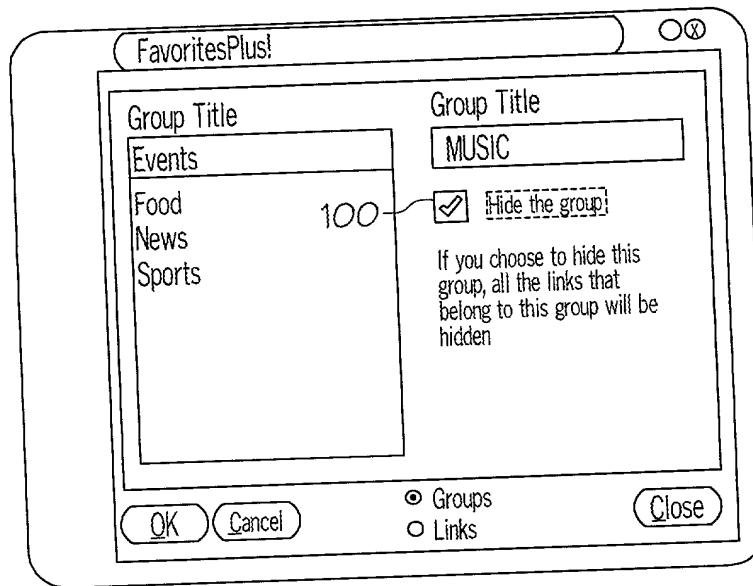 FavoritesPlus!
X
Group Title
Events
Food
News
Sports
100
Group Title
MUSIC
Hide the group
If you choose to hide this
group, all the links that
belong to this group will be
hidden
OK
Cancel
Groups
Links
Close